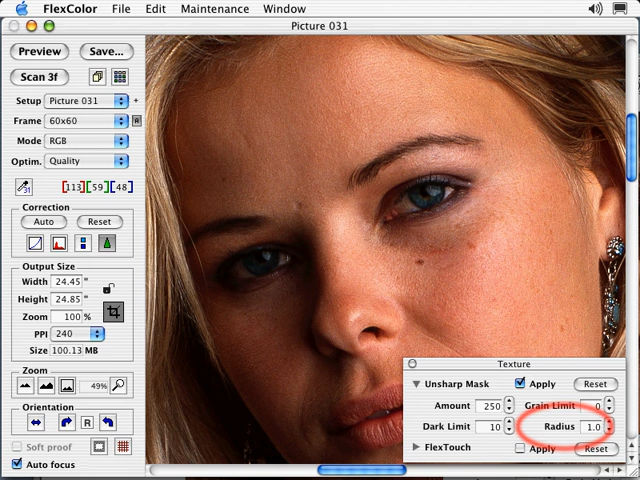 FlexColor File Edit Maintenance Window
Picture 031
Preview Save...
Scan 3f
Setup Picture 031 +
Frame 60x60 R
Mode RGB
Optim. Quality
31 [113] [59] [48]
Correction
Auto Reset
Output Size
Width 24.45 "
Height 24.85 "
Zoom 100 %
PPI 240
Size 100.13 MB
Zoom
49%
Orientation
R
Soft proof
Auto focus
Texture
Unsharp Mask Apply Reset
Amount 250 Grain Limit 0
Dark Limit 10 Radius 1.0
FlexTouch Apply Reset